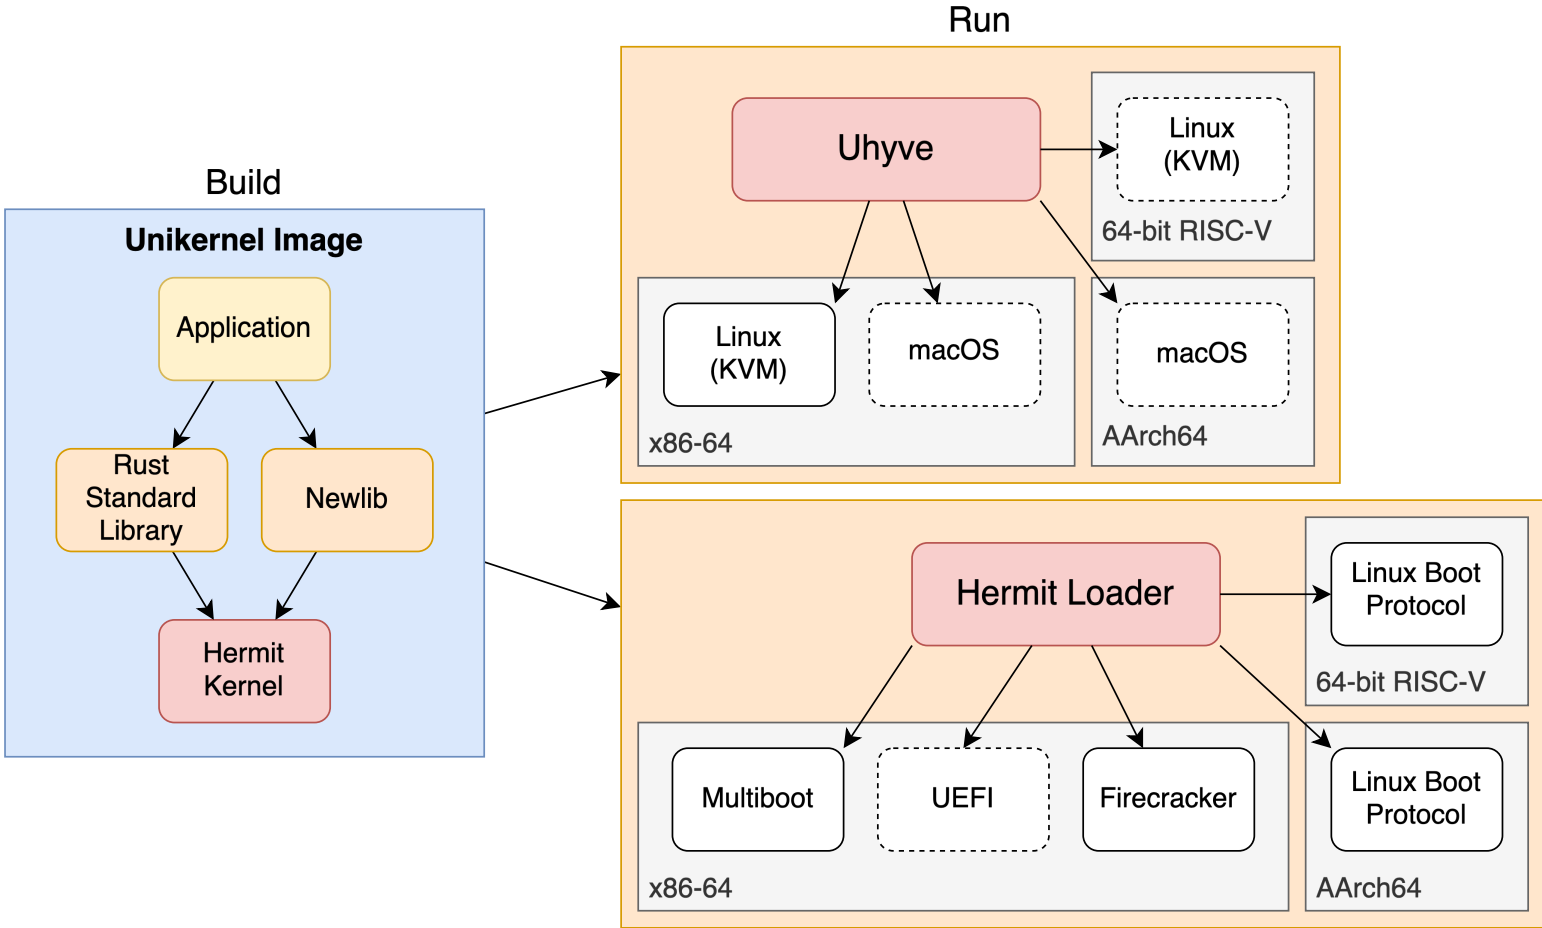 Build
Unikernel Image
Application
Rust
Standard
Library
Newlib
Hermit
Kernel
Run
Uhyve
Linux
(KVM)
64-bit RISC-V
Linux
(KVM)
macOS
x86-64
macOS
AArch64
Hermit Loader
Linux Boot
Protocol
64-bit RISC-V
Multiboot
UEFI
Firecracker
x86-64
Linux Boot
Protocol
AArch64